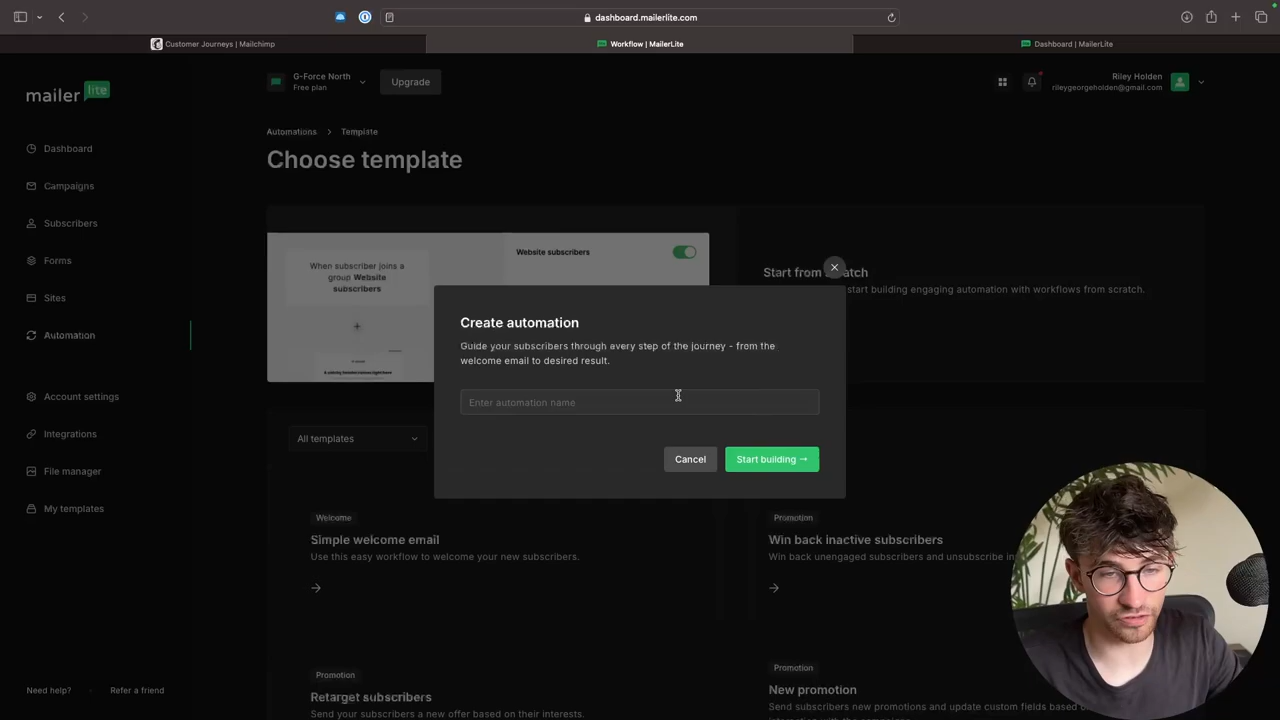 dashboard.mailerlite.com
Customer Journeys | Mailchimp
Workflow | MailerLite
Dashboard | MailerLite
mailer lite
G-Force North
Free plan
Upgrade
Riley Holden
rileygeorgeholden@gmail.com
Dashboard
Campaigns
Subscribers
Forms
Sites
Automation
Account settings
Integrations
File manager
My templates
Need help?
Refer a friend
Automations > Template
Choose template
When subscriber joins a
group Website
subscribers
Website subscribers
Start from scratch
start building engaging automation with workflows from scratch.
Create automation
Guide your subscribers through every step of the journey - from the
welcome email to desired result.
Enter automation name
Cancel
Start building →
All templates
Welcome
Simple welcome email
Use this easy workflow to welcome your new subscribers.
Promotion
Win back inactive subscribers
Win back unengaged subscribers and unsubscribe
Promotion
Retarget subscribers
Send your subscribers a new offer based on their interests.
Promotion
New promotion
Send subscribers new promotions and update custom fields based